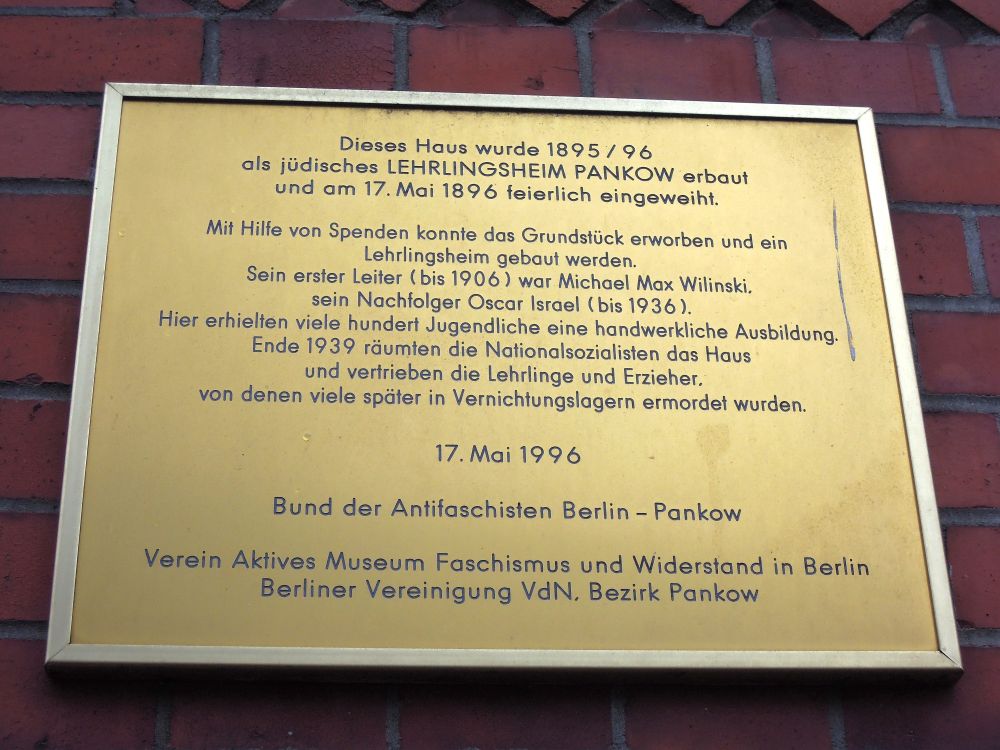 Dieses Haus wurde 1895/96
als jüdisches LEHRLINGSHEIM PANKOW erbaut
und am 17. Mai 1896 feierlich eingeweiht.
Mit Hilfe von Spenden konnte das Grundstück erworben und ein
Lehrlingsheim gebaut werden.
Sein erster Leiter (bis 1906) war Michael Max Wilinski,
sein Nachfolger Oscar Israel (bis 1936).
Hier erhielten viele hundert Jugendliche eine handwerkliche Ausbildung.
Ende 1939 räumten die Nationalsozialisten das Haus
und vertrieben die Lehrlinge und Erzieher,
von denen viele später in Vernichtungslagern ermordet wurden.
17. Mai 1996
Bund der Antifaschisten Berlin – Pankow
Verein Aktives Museum Faschismus und Widerstand in Berlin
Berliner Vereinigung VdN, Bezirk Pankow